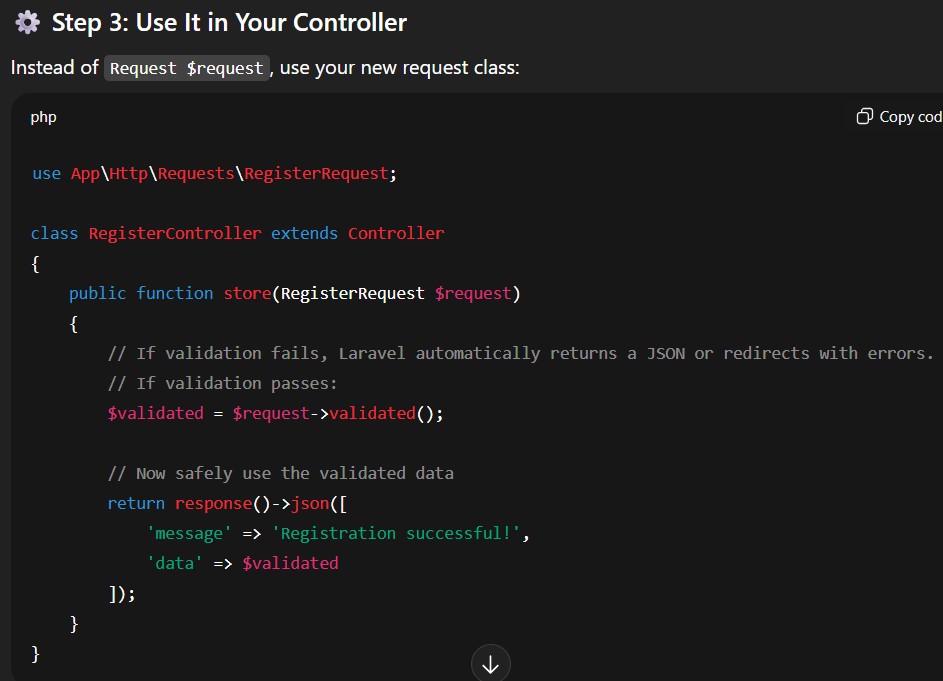 Step 3: Use It in Your Controller
Instead of Request $request, use your new request class:
php
Copy cod
use App\Http\Requests\RegisterRequest;
class RegisterController extends Controller
{
public function store(RegisterRequest $request)
{
// If validation fails, Laravel automatically returns a JSON or redirects with errors.
// If validation passes:
$validated = $request->validated();
// Now safely use the validated data
return response()->json([
'message' => 'Registration successful!',
'data' => $validated
]);
}
}